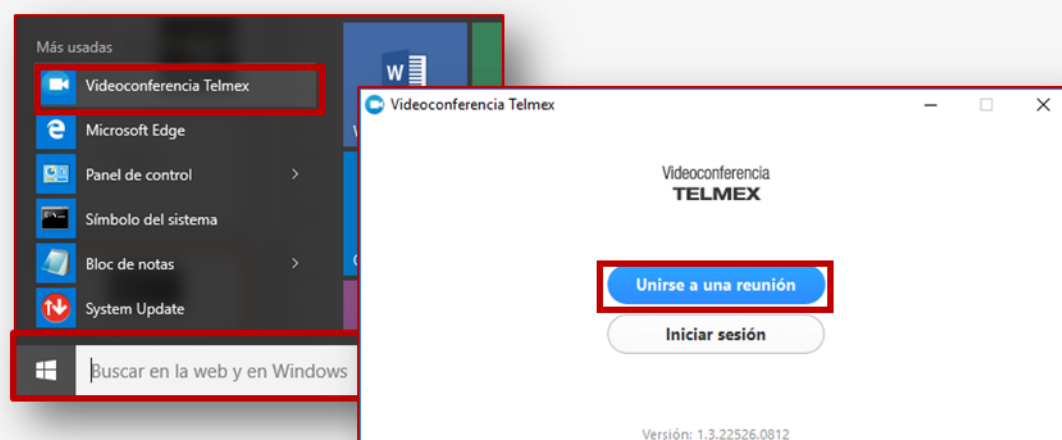 Más usadas
Videoconferencia Telmex
Microsoft Edge
Panel de control
Símbolo del sistema
Bloc de notas
System Update
Buscar en la web y en Windows
W
Videoconferencia Telmex
Videoconferencia
TELMEX
Unirse a una reunión
Iniciar sesión
Versión: 1.3.22526.0812